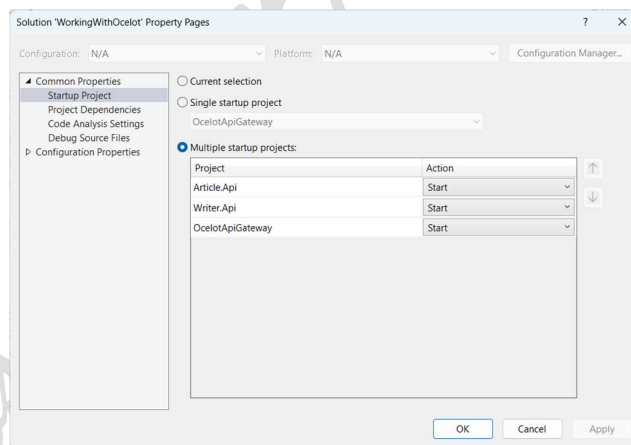 Solution 'WorkingWithOcelot' Property Pages
? X
Configuration: N/A Platform: N/A Configuration Manager...
Common Properties
Startup Project
Project Dependencies
Code Analysis Settings
Debug Source Files
Configuration Properties
Current selection
Single startup project
OcelotApiGateway
Multiple startup projects:
Project Action
Article.Api Start
Writer.Api Start
OcelotApiGateway Start
OK Cancel Apply